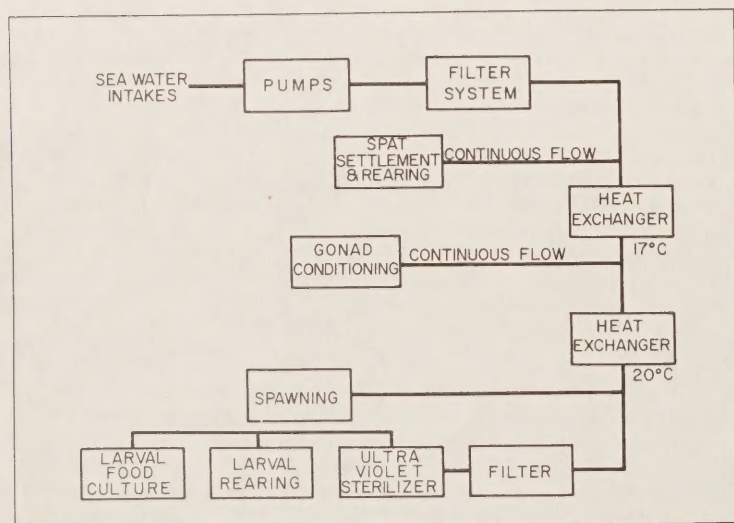 SEA WATER
INTAKES
PUMPS
FILTER
SYSTEM
SPAT
SETTLEMENT
& REARING
CONTINUOUS FLOW
HEAT
EXCHANGER
17°C
GONAD
CONDITIONING
CONTINUOUS FLOW
HEAT
EXCHANGER
20°C
SPAWNING
LARVAL
FOOD
CULTURE
LARVAL
REARING
ULTRA
VIOLET
STERILIZER
FILTER